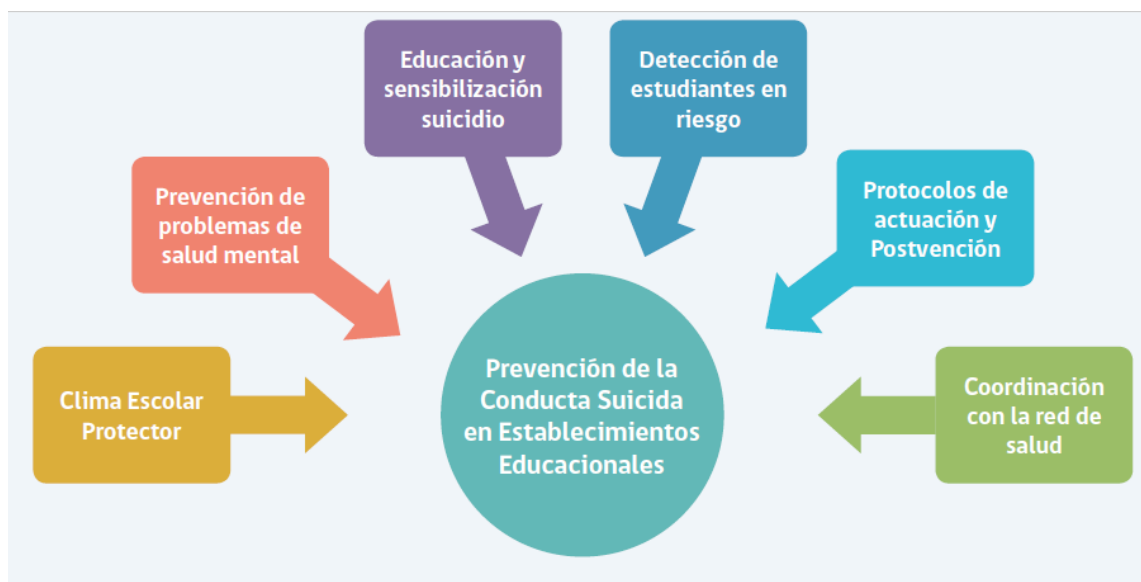 Educación y
sensibilización
suicidio
Detección de
estudiantes en
riesgo
Prevención de
problemas de
salud mental
Protocolos de
actuación y
Postvención
Clima Escolar
Protector
Prevención de la
Conducta Suicida
en Establecimientos
Educacionales
Coordinación
con la red de
salud